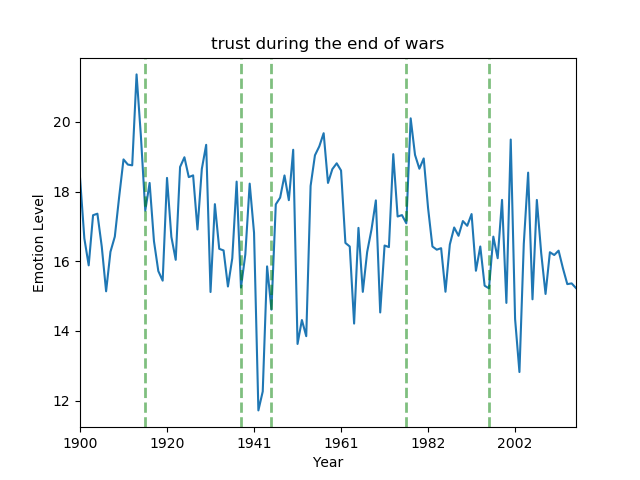 trust during the end of wars
Emotion Level
20
18
16
14
12
1900 1920 1941 1961 1982 2002
Year